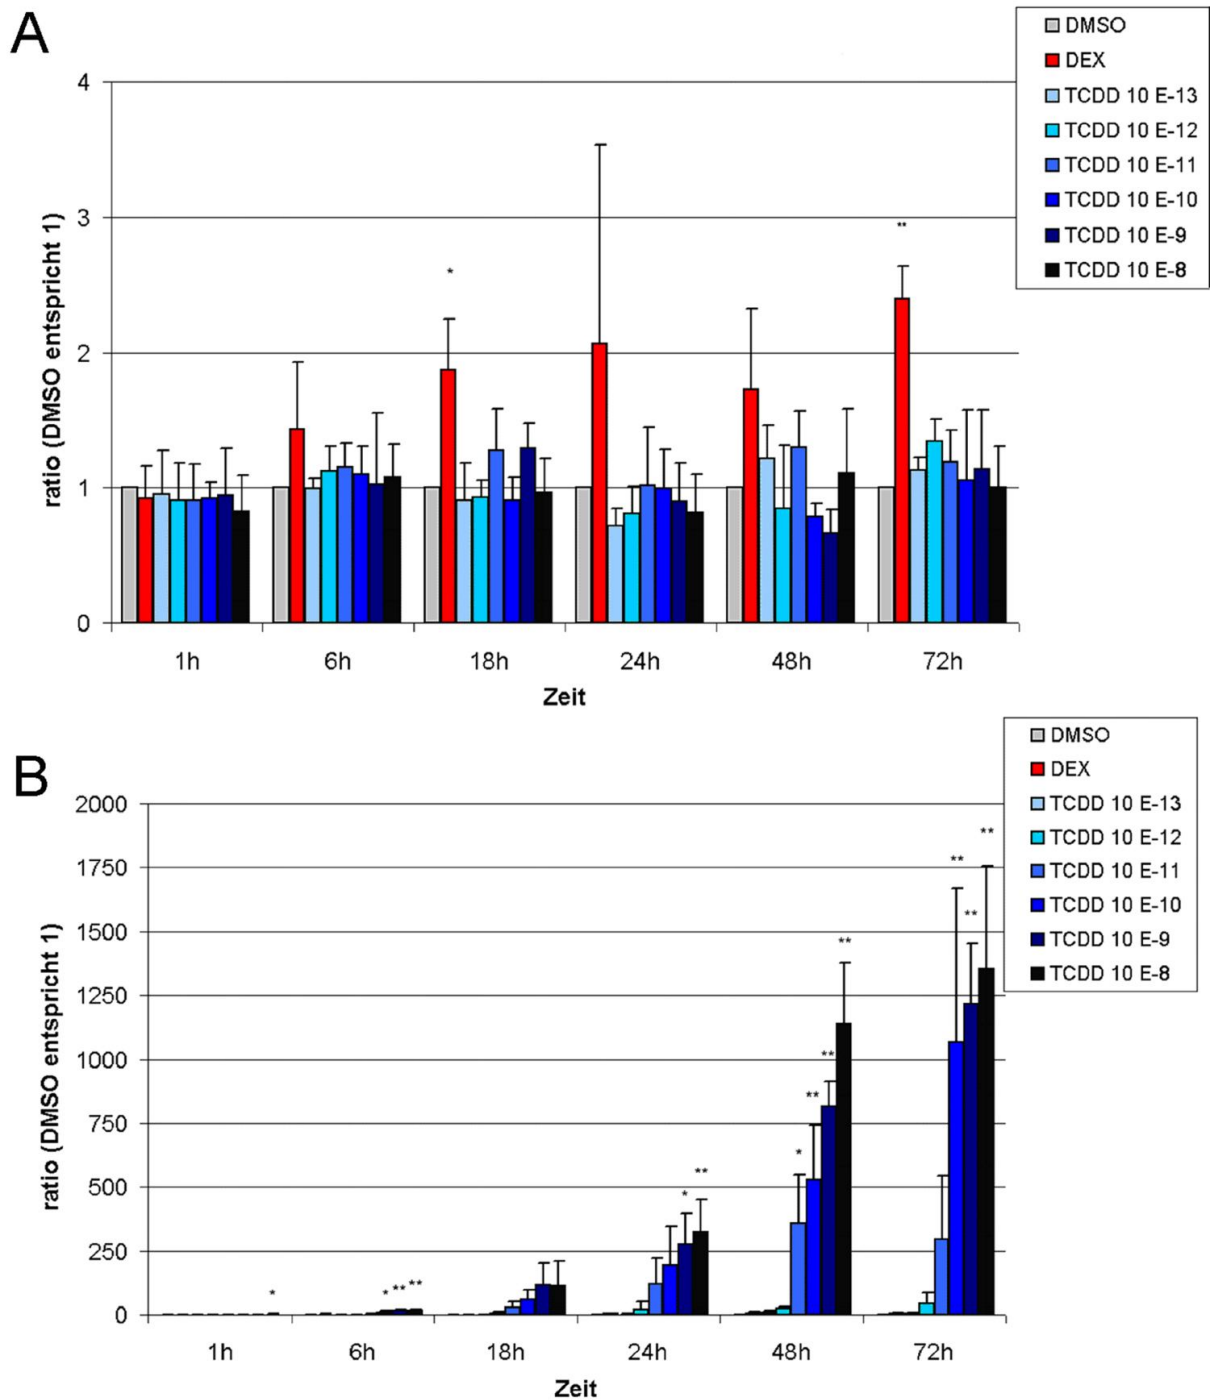 A
DMSO
DEX
TCDD 10 E-13
TCDD 10 E-12
TCDD 10 E-11
TCDD 10 E-10
TCDD 10 E-9
TCDD 10 E-8
ratio (DMSO entspricht 1)
4
3
2
1
0
*
**
1h 6h 18h 24h 48h 72h
Zeit
B
DMSO
DEX
TCDD 10 E-13
TCDD 10 E-12
TCDD 10 E-11
TCDD 10 E-10
TCDD 10 E-9
TCDD 10 E-8
ratio (DMSO entspricht 1)
2000
1750
1500
1250
1000
750
500
250
0
*
* ** **
* **
* ** ** **
** ** **
1h 6h 18h 24h 48h 72h
Zeit